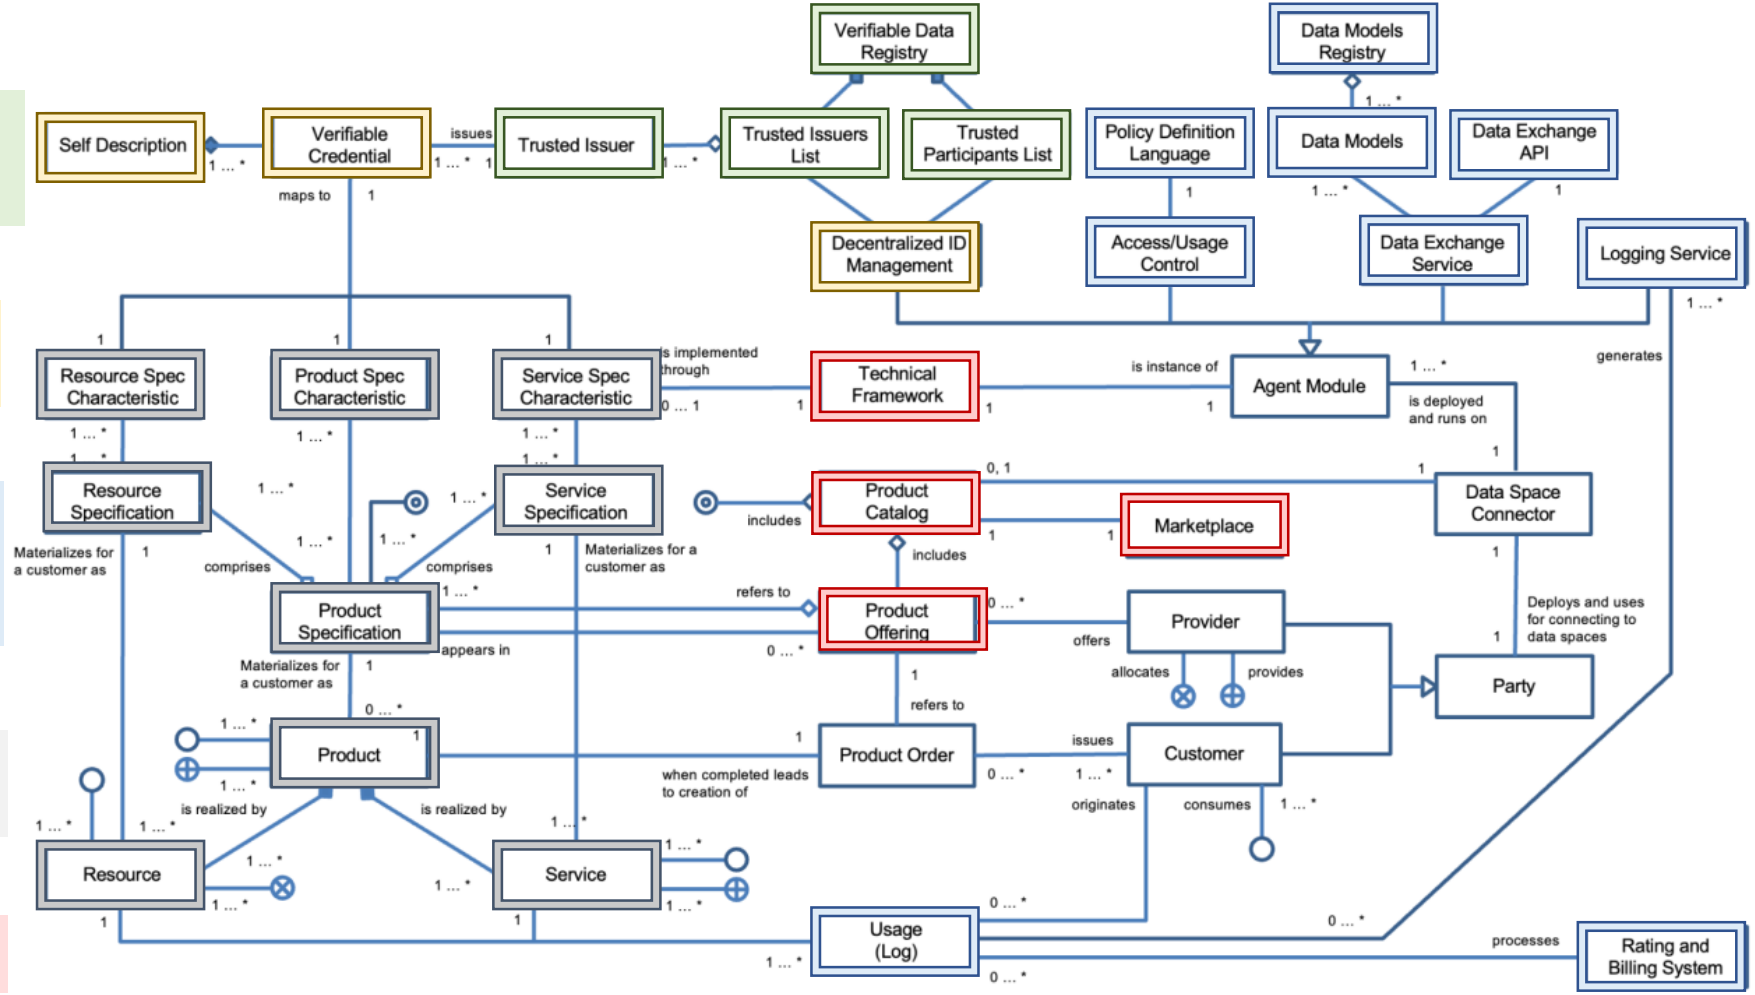 Verifiable Data
Registry
Data Models
Registry
1 ... *
Self Description
1 ... *
Verifiable
Credential
issues
1 ... *
1
Trusted Issuer
1 ... *
Trusted Issuers
List
Trusted
Participants List
Policy Definition
Language
Data Models
Data Exchange
API
maps to
1
1
1 ... *
1
Decentralized ID
Management
Access/Usage
Control
Data Exchange
Service
Logging Service
1 ... *
generates
1
1
1
Resource Spec
Characteristic
Product Spec
Characteristic
Service Spec
Characteristic
is implemented
through
0 ... 1
1
Technical
Framework
1
is instance of
1
Agent Module
1 ... *
is deployed
and runs on
1
1 ... *
1 ... *
1 ... *
1 ... *
1 ... *
Resource
Specification
1 ... *
1 ... *
Service
Specification
includes
Product
Catalog
0, 1
1
1
1
Marketplace
Data Space
Connector
Materializes for
a customer as
1
comprises
1 ... *
1 ... *
comprises
1
Materializes for a
customer as
includes
1
Deploys and uses
for connecting to
data spaces
1
Product
Specification
1 ... *
refers to
appears in
0 ... *
Product
Offering
0 ... *
offers
Provider
allocates
provides
Party
Materializes for
a customer as
1
0 ... *
1
refers to
1 ... *
1 ... *
Product
1
1
when completed leads
to creation of
Product Order
issues
0 ... *
1 ... *
Customer
originates
consumes
1 ... *
is realized by
is realized by
1 ... *
1 ... *
1 ... *
Resource
1 ... *
1 ... *
1 ... *
Service
1 ... *
1 ... *
1
1
1 ... *
Usage
(Log)
0 ... *
0 ... *
0 ... *
processes
Rating and
Billing System